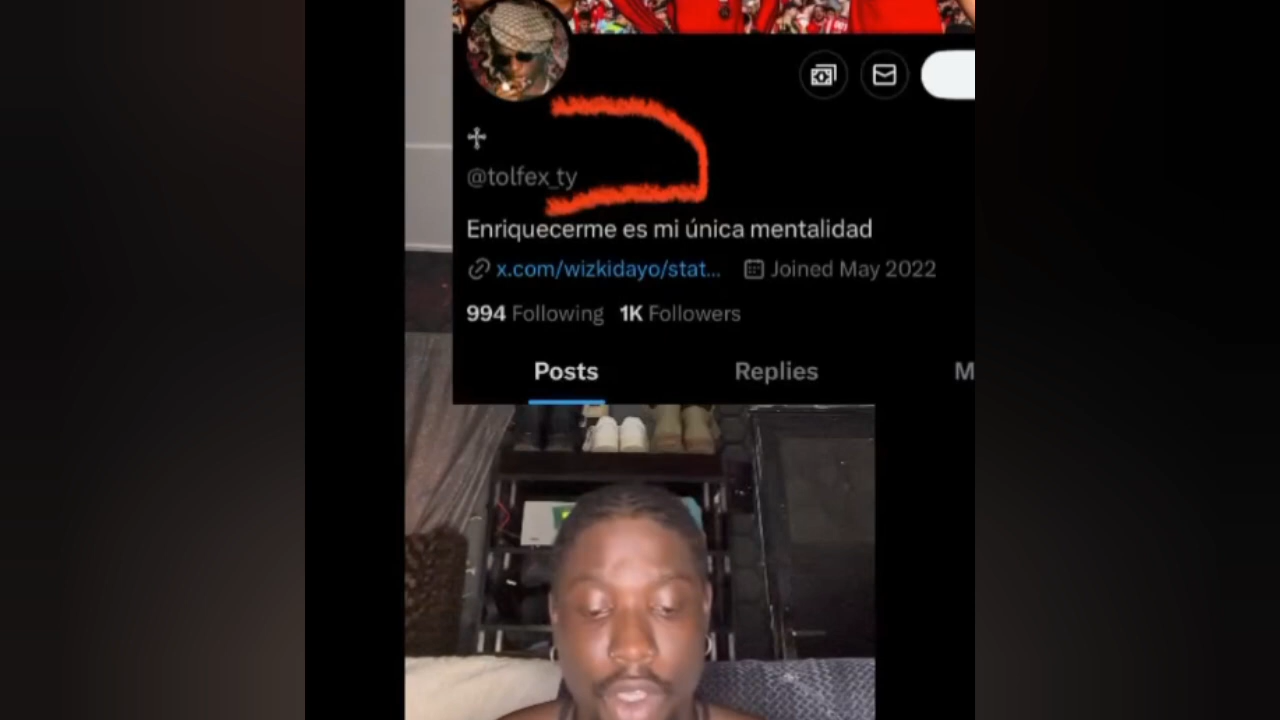 ✢
@tolfex_ty
Enriquecerme es mi única mentalidad
x.com/wizkidayo/stat... Joined May 2022
994 Following 1K Followers
Posts Replies M